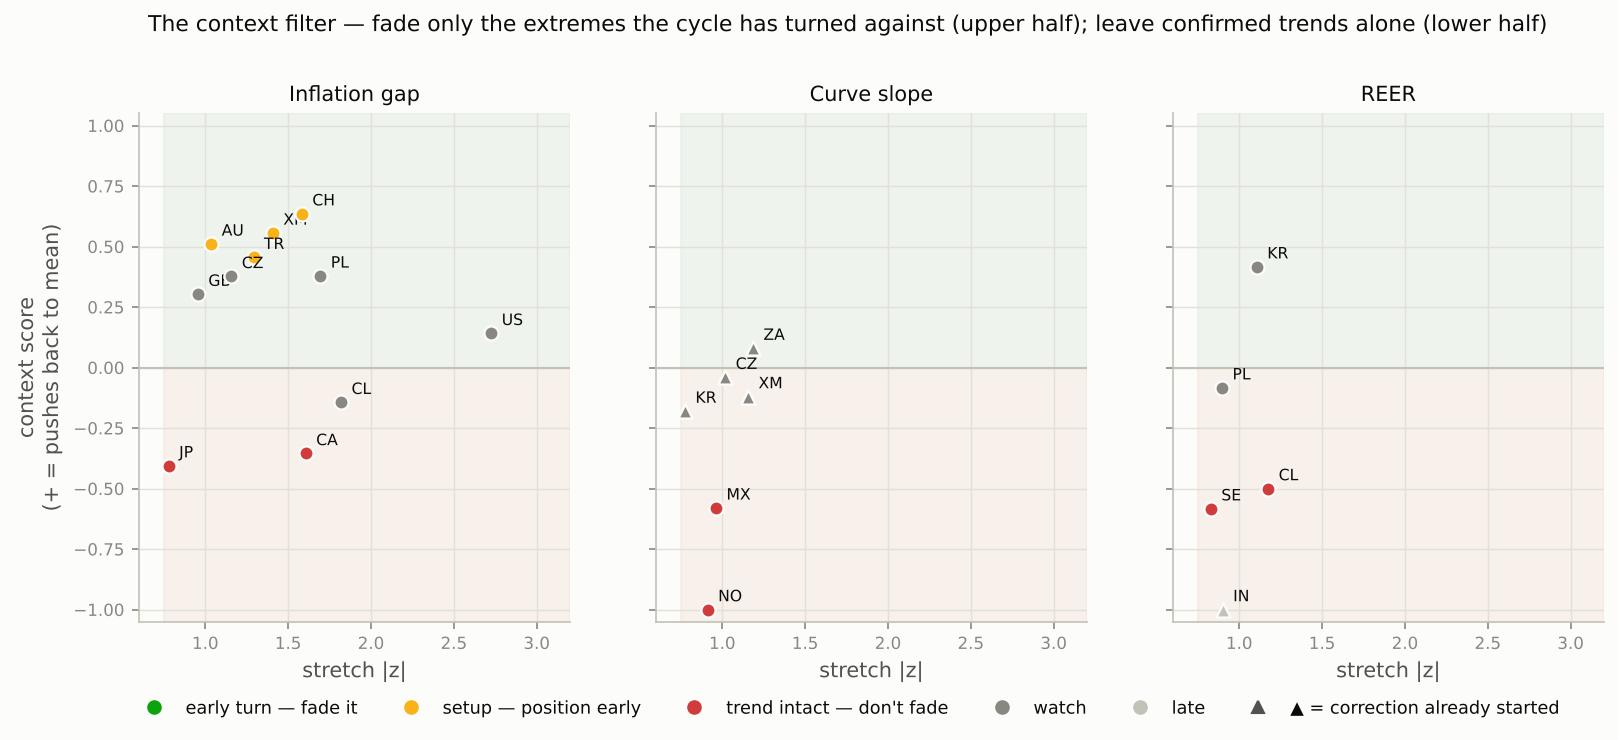 The context filter — fade only the extremes the cycle has turned against (upper half); leave confirmed trends alone (lower half)
Inflation gap
Curve slope
REER
context score
(+ = pushes back to mean)
1.00
0.75
0.50
0.25
0.00
−0.25
−0.50
−0.75
−1.00
CH
AU
TR
CZ
PL
US
CL
CA
JP
ZA
CZ
XM
KR
MX
NO
KR
PL
CL
SE
IN
1.0 1.5 2.0 2.5 3.0
1.0 1.5 2.0 2.5 3.0
1.0 1.5 2.0 2.5 3.0
stretch |z|
stretch |z|
stretch |z|
early turn — fade it
setup — position early
trend intact — don't fade
watch
late
▲ = correction already started